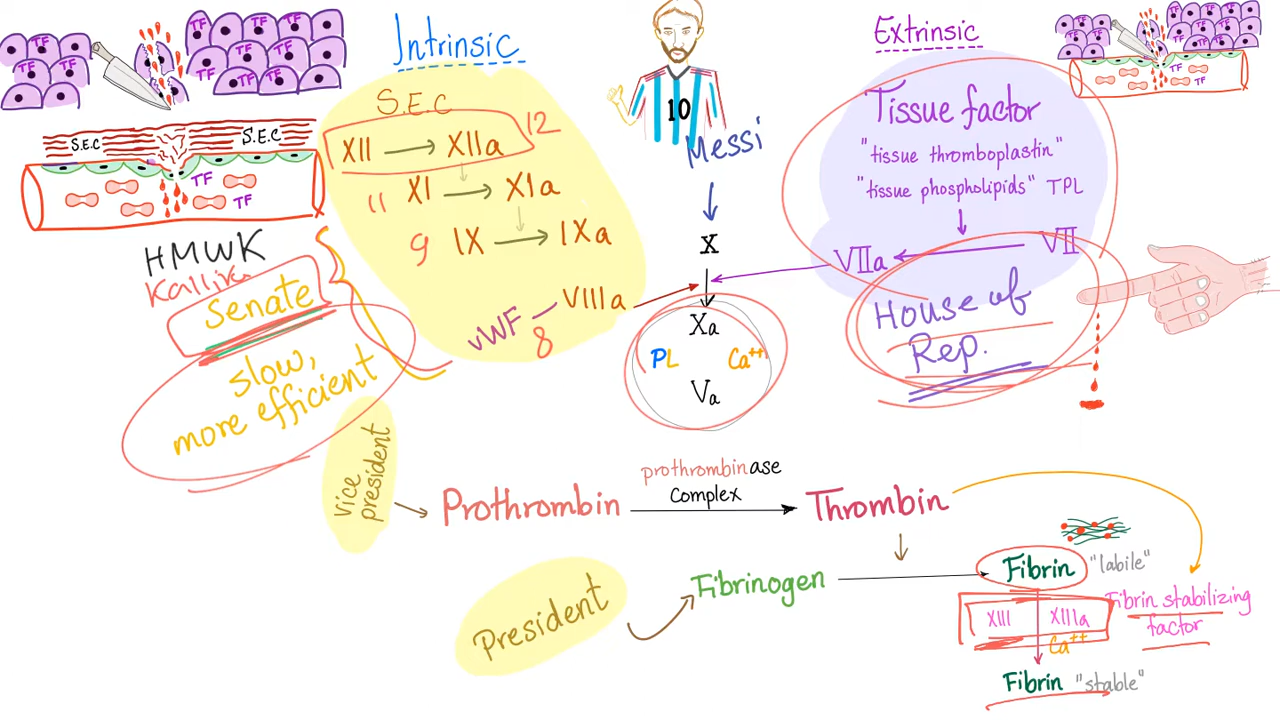 Intrinsic
Extrinsic
TF
TF
TF
TF
TF
TF
TF
TF
TF
TF
TF
TF
TF
S.E.C
S.E.C
TF
TF
S.E.C
XII → XIIa
12
11
XI → XIa
9
IX → IXa
vWF – VIIIa
8
HMWK
Senate
slow,
more efficient
10
Messi
X
Xa
PL Ca++
Va
Tissue factor
"tissue thromboplastin"
"tissue phospholipids" TPL
VIIa ← VII
House of
Rep.
Vice
president
Prothrombin
prothrombinase
Complex
Thrombin
President
Fibrinogen
Fibrin "labile"
XIII XIIIa
Ca++
Fibrin stabilizing
factor
Fibrin "stable"